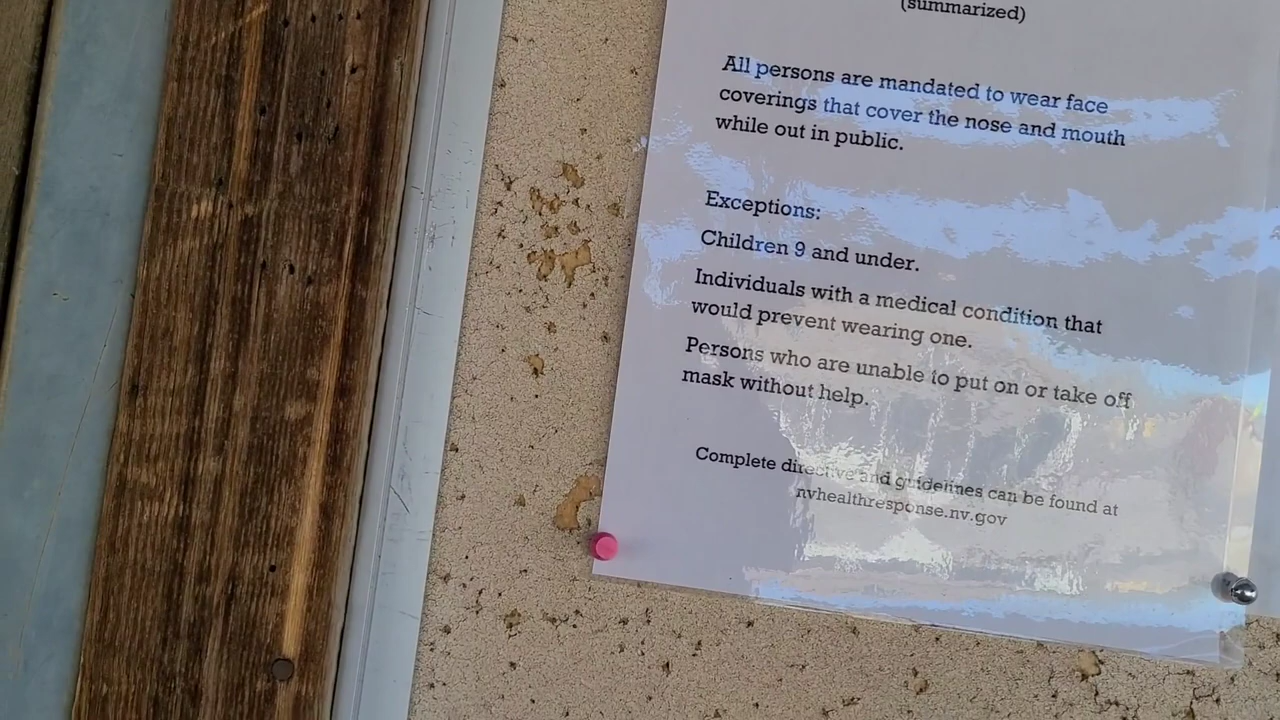 (summarized)
All persons are mandated to wear face
coverings that cover the nose and mouth
while out in public.
Exceptions:
Children 9 and under.
Individuals with a medical condition that
would prevent wearing one.
Persons who are unable to put on or take off
mask without help.
Complete directive and guidelines can be found at
nvhealthresponse.nv.gov